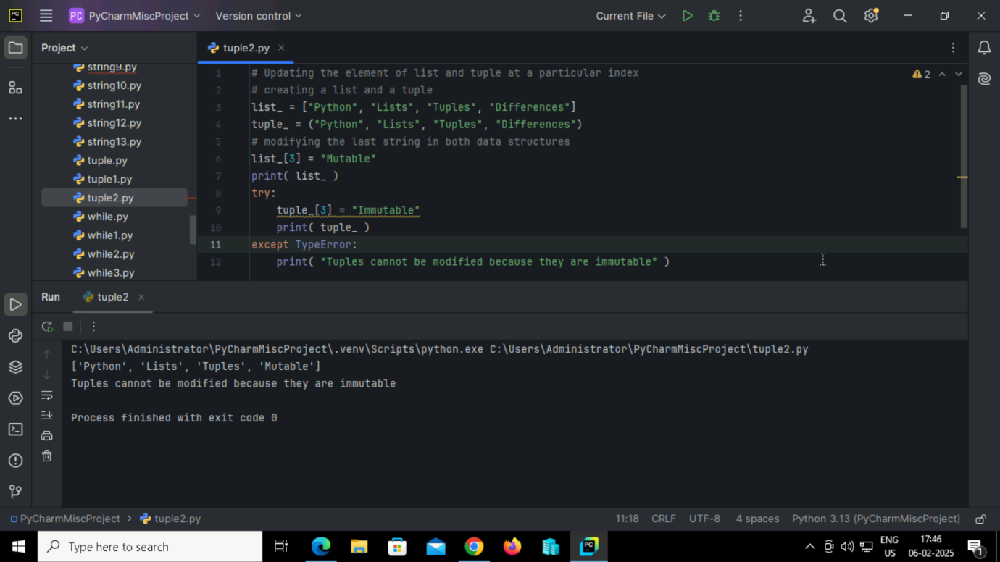 PC
PC PyCharmMiscProject Version control Current File
Project
tuple2.py
string9.py
string10.py
string11.py
string12.py
string13.py
tuple.py
tuple1.py
tuple2.py
while.py
while1.py
while2.py
while3.py
1 # Updating the element of list and tuple at a particular index
2 # creating a list and a tuple
3 list_ = ["Python", "Lists", "Tuples", "Differences"]
4 tuple_ = ("Python", "Lists", "Tuples", "Differences")
5 # modifying the last string in both data structures
6 list_[3] = "Mutable"
7 print( list_ )
8 try:
9 tuple_[3] = "Immutable"
10 print( tuple_ )
11 except TypeError:
12 print( "Tuples cannot be modified because they are immutable" )
2
Run tuple2
C:\Users\Administrator\PyCharmMiscProject\.venv\Scripts\python.exe C:\Users\Administrator\PyCharmMiscProject\tuple2.py
['Python', 'Lists', 'Tuples', 'Mutable']
Tuples cannot be modified because they are immutable
Process finished with exit code 0
PyCharmMiscProject > tuple2.py 11:18 CRLF UTF-8 4 spaces Python 3.13 (PyCharmMiscProject)
Type here to search
PC
ENG
US
17:46
06-02-2025
1